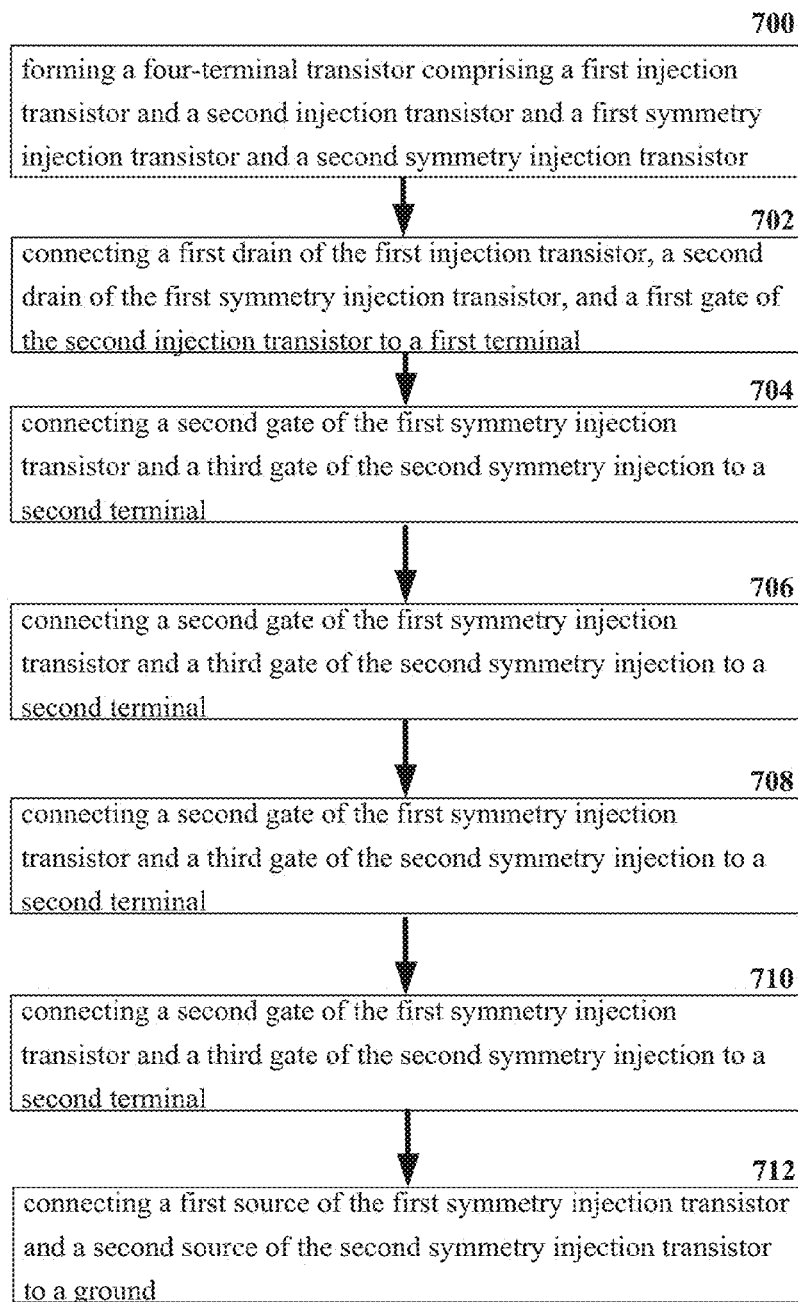 700
forming a four-terminal transistor comprising a first injection
transistor and a second injection transistor and a first symmetry
injection transistor and a second symmetry injection transistor
702
connecting a first drain of the first injection transistor, a second
drain of the first symmetry injection transistor, and a first gate of
the second injection transistor to a first terminal
704
connecting a second gate of the first symmetry injection
transistor and a third gate of the second symmetry injection to a
second terminal
706
connecting a second gate of the first symmetry injection
transistor and a third gate of the second symmetry injection to a
second terminal
708
connecting a second gate of the first symmetry injection
transistor and a third gate of the second symmetry injection to a
second terminal
710
connecting a second gate of the first symmetry injection
transistor and a third gate of the second symmetry injection to a
second terminal
712
connecting a first source of the first symmetry injection transistor
and a second source of the second symmetry injection transistor
to a ground